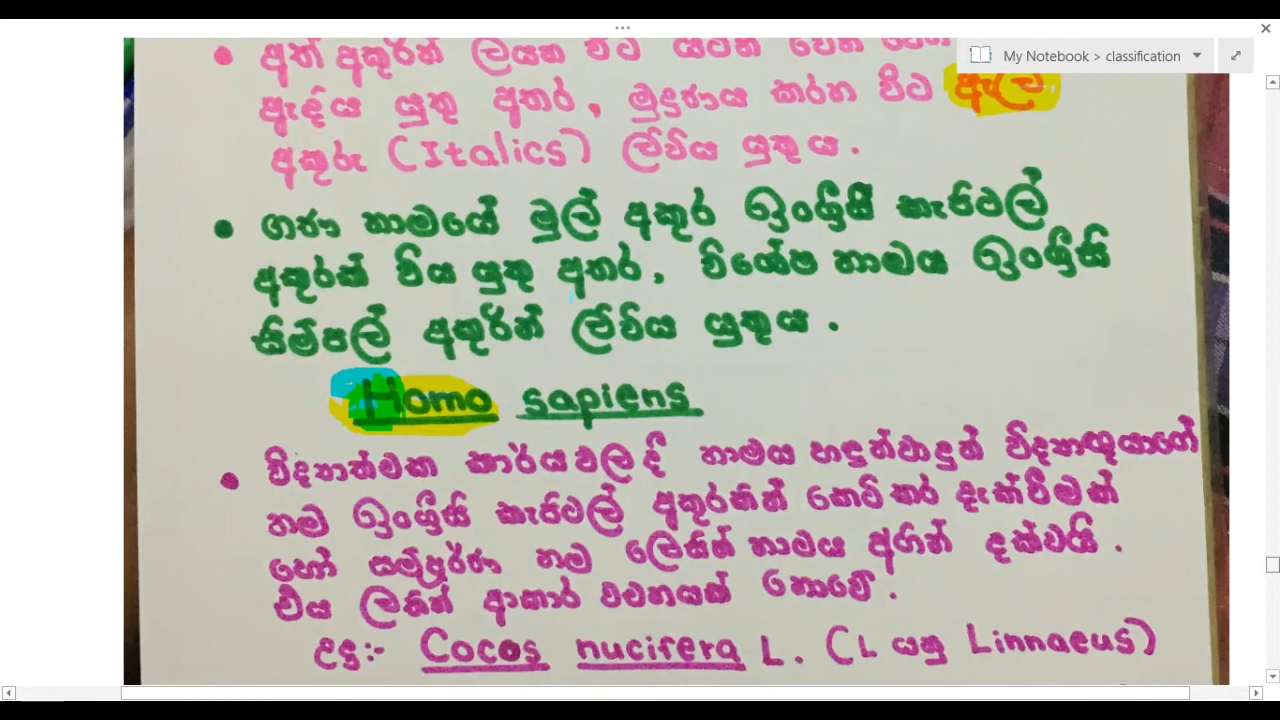 My Notebook > classification
අත් අකුරින් ලියන විට යටින්
ඇඳිය යුතු අතර, මුද්‍රණය කරන විට ඇල
අකුරු (Italics) ලිවිය යුතු ය.
• ගණ නාමයේ මුල් අකුර ඉංග්‍රීසි කැපිටල්
අකුරක් විය යුතු අතර, විශේෂ නාමය ඉංග්‍රීසි
සිම්පල් අකුරින් ලිවිය යුතුය.
Homo sapiens
• විද්‍යාත්මක කාර්යවලදී නාමය හඳුන්වාදුන් විද්‍යාඥයාගේ
නම ඉංග්‍රීසි කැපිටල් අකුරකින් කෙටි කර දැක්වීමක්
හෝ සම්පූර්ණ නම ලෙසින් නාමය අගින් දක්වයි.
එය ලතින් ආකාර වචනයක් නොවේ.
උදා:- Cocos nucifera L. (L යනු Linnaeus)